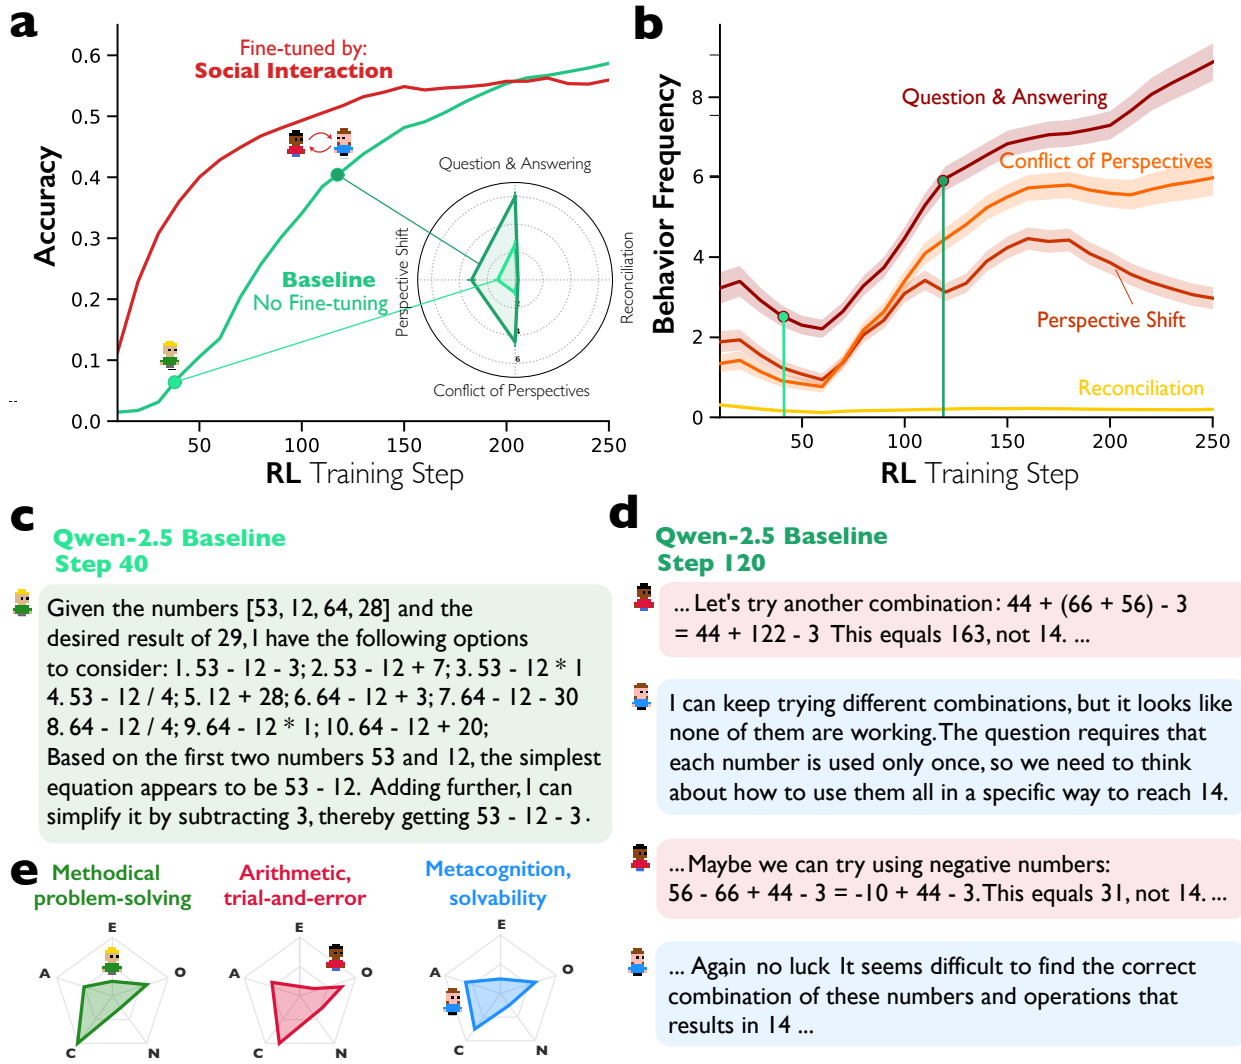 a
Fine-tuned by:
Social Interaction
Accuracy
0.6
0.5
0.4
0.3
0.2
0.1
0.0
50
100
150
200
250
RL Training Step
Baseline
No Fine-tuning
Question & Answering
Perspective Shift
Reconciliation
Conflict of Perspectives
4
6
b
Behavior Frequency
8
6
4
2
0
50
100
150
200
250
RL Training Step
Question & Answering
Conflict of Perspectives
Perspective Shift
Reconciliation
c
Qwen-2.5 Baseline
Step 40
Given the numbers [53, 12, 64, 28] and the
desired result of 29, I have the following options
to consider: 1. 53 - 12 - 3; 2. 53 - 12 + 7; 3. 53 - 12 * 1
4. 53 - 12 / 4; 5. 12 + 28; 6. 64 - 12 + 3; 7. 64 - 12 - 30
8. 64 - 12 / 4; 9. 64 - 12 * 1; 10. 64 - 12 + 20;
Based on the first two numbers 53 and 12, the simplest
equation appears to be 53 - 12. Adding further, I can
simplify it by subtracting 3, thereby getting 53 - 12 - 3.
d
Qwen-2.5 Baseline
Step 120
... Let's try another combination: 44 + (66 + 56) - 3
= 44 + 122 - 3 This equals 163, not 14. ...
I can keep trying different combinations, but it looks like
none of them are working. The question requires that
each number is used only once, so we need to think
about how to use them all in a specific way to reach 14.
... Maybe we can try using negative numbers:
56 - 66 + 44 - 3 = -10 + 44 - 3. This equals 31, not 14. ...
... Again, no luck It seems difficult to find the correct
combination of these numbers and operations that
results in 14 ...
e
Methodical
problem-solving
E
A
O
C
N
Arithmetic,
trial-and-error
E
A
O
C
N
Metacognition,
solvability
E
A
O
C
N